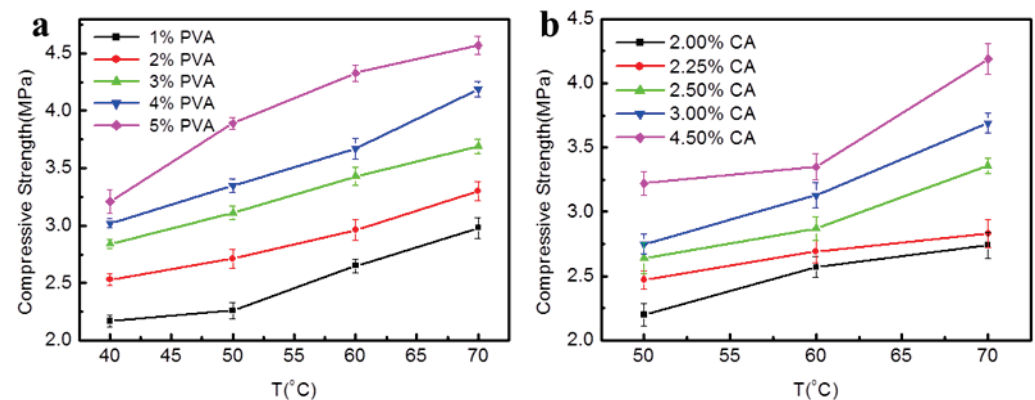 a
1% PVA
2% PVA
3% PVA
4% PVA
5% PVA
Compressive Strength(MPa)
4.5
4.0
3.5
3.0
2.5
2.0
40 45 50 55 60 65 70
T(°C)
b
2.00% CA
2.25% CA
2.50% CA
3.00% CA
4.50% CA
Compressive Strength(MPa)
4.5
4.0
3.5
3.0
2.5
2.0
50 55 60 65 70
T(°C)